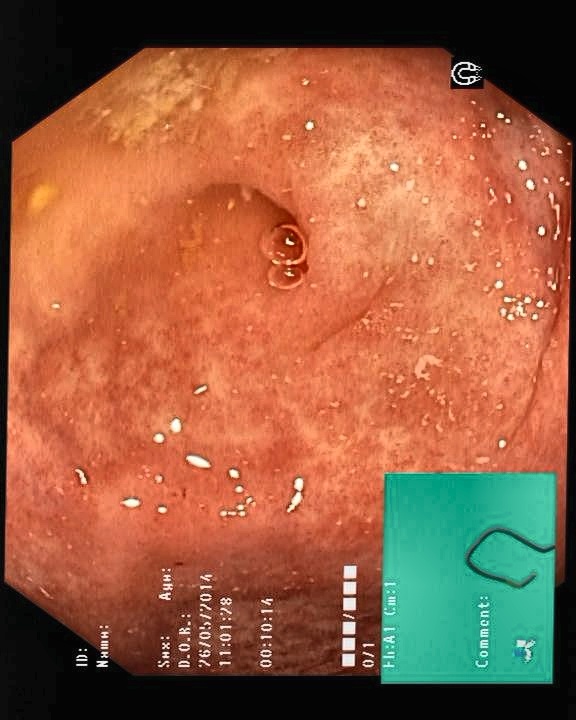 ID:
Name:
Sex: Age:
D.O.B.:
26/05/2014
11:01:28
00:10:14
0/1
Eh:A1 Cm:1
Comment: